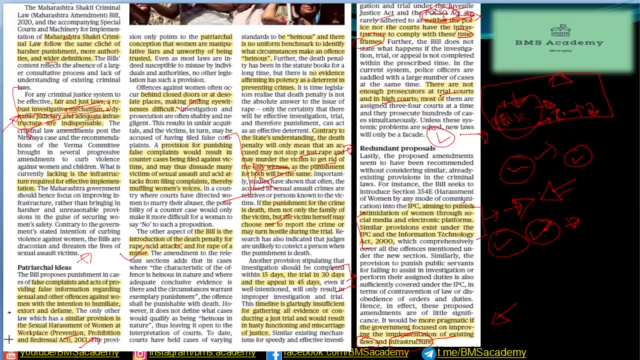 The Maharashtra Shakti Criminal
Law (Maharashtra Amendment) Bill,
2020, and the accompanying Special
Courts and Machinery for Implementation
of Maharashtra Shakti Criminal
Law follow the same cliché of
harsher punishment, more authorities,
and wider definitions. The Bills'
content reflects the absence of a larger
consultative process and lack of
understanding of existing criminal
laws.
For any criminal justice system to
be effective, fair and just laws, a robust
investigative mechanism, a dynamic
judiciary and adequate infrastructure
are indispensable. The
criminal law amendments post the
Nirbhaya case and the recommendations
of the Verma Committee
brought in several progressive
amendments to curb violence
against women and children. What is
currently lacking is the infrastructure
required for effective implementation.
The Maharashtra government
should hence focus on improving infrastructure,
rather than bringing in
harsher and unreasonable provisions
in the guise of securing women's
safety. Contrary to the government's
stated intention of curbing
violence against women, the Bills are
draconian and threaten the lives of
sexual assault victims.
Patriarchal ideas
The Bill proposes punishment in cases
of false complaints and acts of providing
false information regarding
sexual and other offences against women
with the intention to humiliate,
extort and defame. The only other
law which has a similar provision is
the Sexual Harassment of Women at
Workplace (Prevention, Prohibition
and Redressal) Act, 2013. The provision
only points to the patriarchal
conception that women are manipulative
liars and unworthy of being
trusted. Even as most laws are indeed
susceptible to misuse by individuals
and authorities, no other legislation
has such a provision.
Offences against women often occur
behind closed doors or at desolate
places, making finding eyewitnesses
difficult. Investigation and
prosecution are often shabby and negligent.
This results in many acquittals,
and the victims, in turn, may be
accused of having filed false complaints.
A provision for punishing
false complaints would result in
counter cases being filed against victims,
and may thus dissuade many
victims of sexual assault and acid attacks
from filing complaints, thereby
muffling women's voices. In a country
where courts have directed women
to marry their abuser, the possibility
of a counter case would only
make it more difficult for a woman to
say 'No' to such a proposition.
The other aspect of the Bill is the
introduction of the death penalty for
rape, acid attacks, and for rape of a
minor. The amendment to the relevant
sections adds that in cases
where "the characteristic of the offence
is heinous in nature and where
adequate conclusive evidence is
there and the circumstances warrant
exemplary punishment", the offence
shall be punishable with death. However,
it does not define what cases
would qualify as being "heinous in
nature", thus leaving it open to the
interpretation of courts. To date,
courts have held cases of varying
standards to be "heinous" and there
is no uniform benchmark to identify
what circumstances make an offence
"heinous". Further, the death penalty
has been in the statute books for a
long time, but there is no evidence
affirming its potency as a deterrent in
preventing crimes. It is time legislators
realise that death penalty is not
the absolute answer to the issue of
rape – only the certainty that there
will be effective investigation, trial,
and therefore punishment, can act
as an effective deterrent. Contrary to
the State's understanding, the death
penalty will only mean that an accused
may not stop at just rape but
may murder the victim to get rid of
the key witness, as the punishment
for both will be the same. Importantly,
studies have shown that often, the
accused in sexual assault crimes are
relatives or persons known to the victims.
If the punishment for the crime
is death, then not only the family of
the victim, but the victim herself may
choose not to report the crime or
may turn hostile during the trial. Research
has also indicated that judges
are unlikely to convict a person when
the punishment is death.
Another provision stipulating that
investigation should be completed
within 15 days, the trial in 30 days
and the appeal in 45 days, even if
well-intentioned, will only result in
improper investigation and trial.
This timeline is glaringly insufficient
for gathering all evidence or conducting
a just trial and would result
in hasty functioning and miscarriage
of justice. Similar existing mechanisms
for speedy and effective investigation
and trial under the Juvenile
Justice Act and the POCSO Act are
rarely adhered to as neither the police
nor the courts have the infrastructure
to comply with these time
frames. Further, the Bill does not
state what happens if the investigation,
trial, or appeal is not completed
within the prescribed time. In the
current system, police officers are
saddled with a large number of cases
at the same time. There are not
enough prosecutors at trial courts
and in high courts; most of them are
assigned three-four courts at a time
and they prosecute hundreds of cases
simultaneously. Unless these systemic
problems are solved, new laws
will only be a facade.
Redundant proposals
Lastly, the proposed amendments
seem to have been recommended
without considering similar, already-
existing provisions in the criminal
laws. For instance, the Bill seeks to
introduce Section 354E (Harassment
of Women by any mode of communication)
into the IPC, aiming to punish
intimidation of women through social
media and electronic platforms.
Similar provisions exist under the
IPC and the Information Technology
Act, 2000, which comprehensively
cover all the offences mentioned under
the new section. Similarly, the
provision to punish public servants
for failing to assist in investigation or
perform their assigned duties is also
sufficiently covered under the IPC, in
terms of contravention of law or disobedience
of orders and duties.
Hence, in effect, these proposed
amendments are of little significance.
It would be more pragmatic if
the government focused on improving
the implementation of existing
laws and infrastructure.
BMS Academy
youtube/BMSacademy
instagram/bms_academy
facebook.com/BMSacademy
t.me/BMSacademy